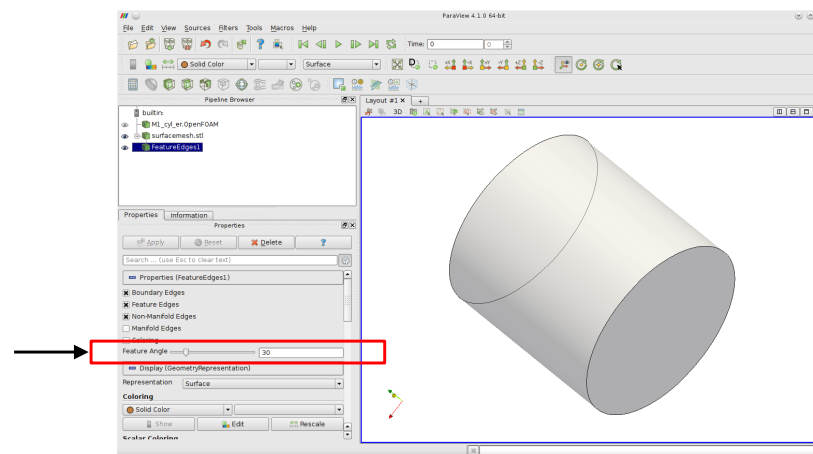 ParaView 4.1.0 64-bit
File Edit View Sources Filters Tools Macros Help
Time: 0 0
Solid Color Surface
Pipeline Browser
Layout #1 +
3D
builtin:
M1_cyl_er.OpenFOAM
surfacemesh.stl
FeatureEdges1
Properties Information
Properties
Apply Reset Delete ?
Search ... (use Esc to clear text)
Properties (FeatureEdges1)
Boundary Edges
Feature Edges
Non-Manifold Edges
Manifold Edges
Coloring
Feature Angle 30
Display (GeometryRepresentation)
Representation Surface
Coloring
Solid Color
Show Edit Rescale
Scalar Coloring